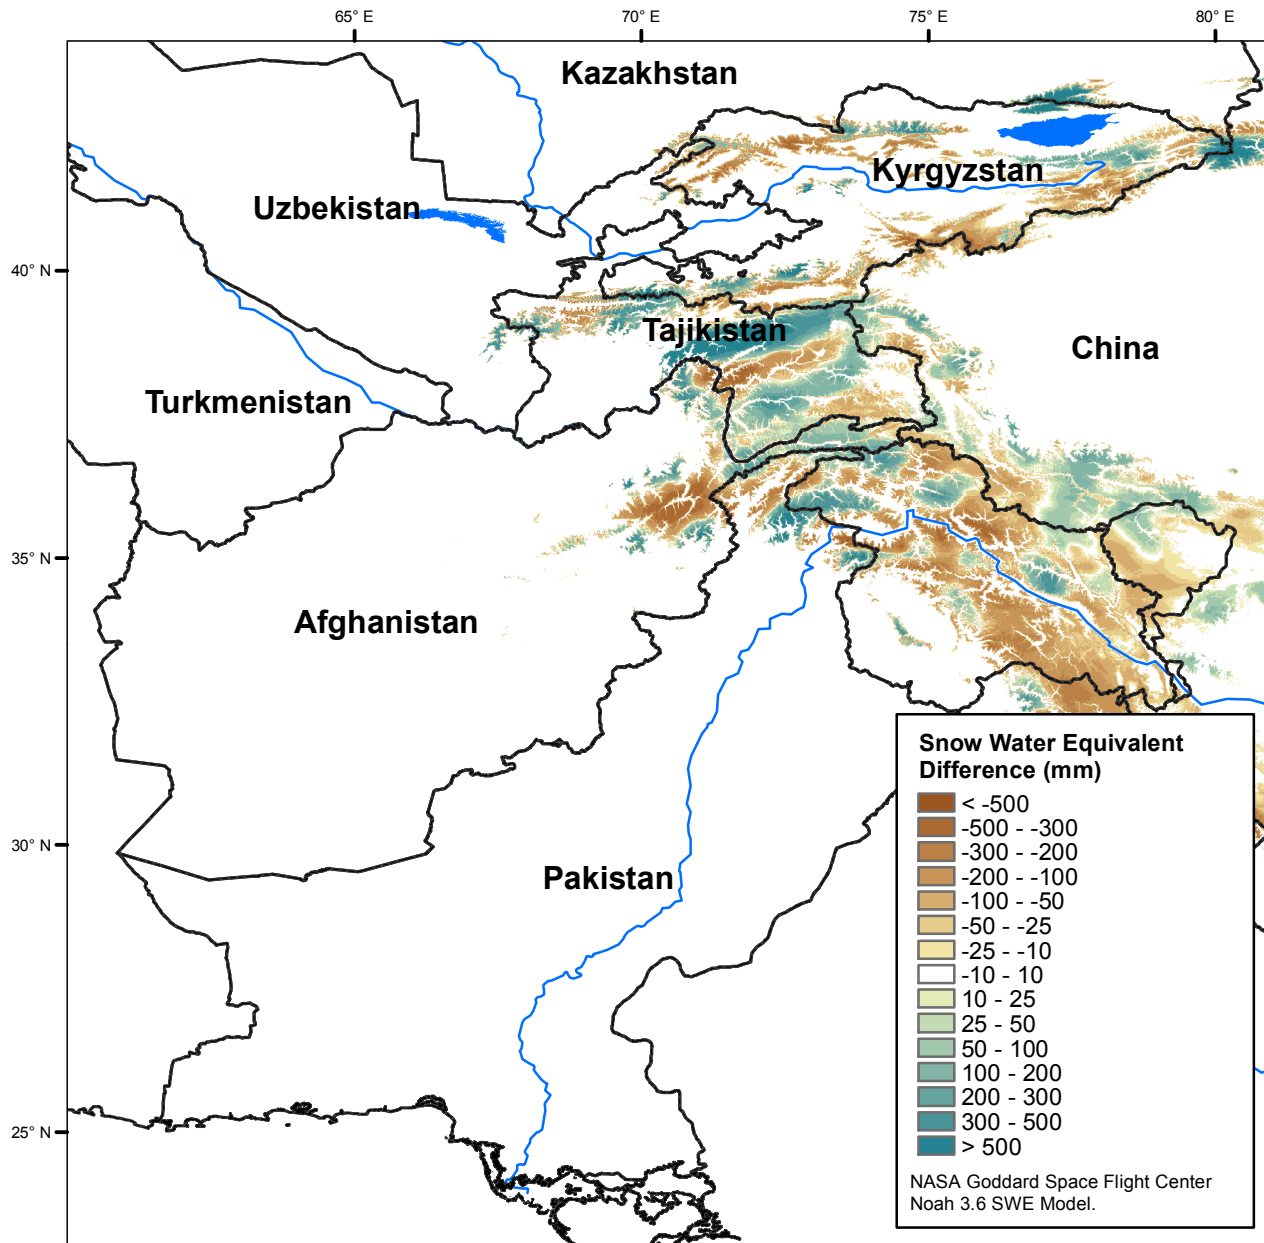 65° E
70° E
75° E
80° E
Kazakhstan
Kyrgyzstan
Uzbekistan
40° N
Tajikistan
China
Turkmenistan
35° N
Afghanistan
Snow Water Equivalent
Difference (mm)
< -500
-500 - -300
-300 - -200
-200 - -100
-100 - -50
-50 - -25
-25 - -10
-10 - 10
10 - 25
25 - 50
50 - 100
100 - 200
200 - 300
300 - 500
> 500
NASA Goddard Space Flight Center
Noah 3.6 SWE Model.
30° N
Pakistan
25° N